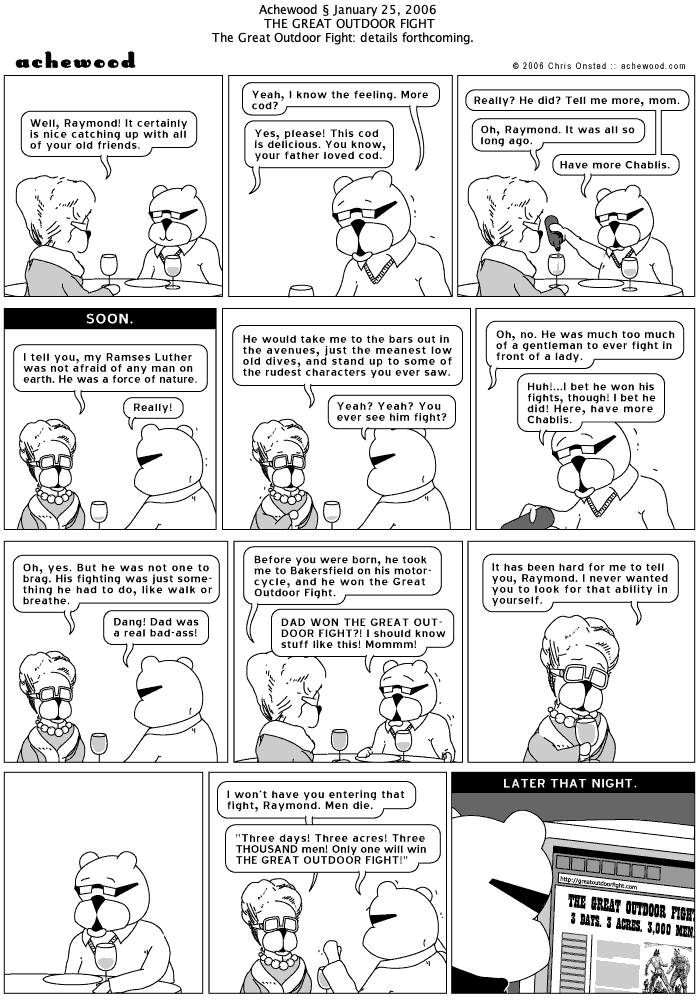 Achewood § January 25, 2006
THE GREAT OUTDOOR FIGHT
The Great Outdoor Fight: details forthcoming.
achewood
© 2006 Chris Onstad :: achewood.com
Well, Raymond! It certainly
is nice catching up with all
of your old friends.
Yeah, I know the feeling. More
cod?
Yes, please! This cod
is delicious. You know,
your father loved cod.
Really? He did? Tell me more, mom.
Oh, Raymond. It was all so
long ago.
Have more Chablis.
SOON.
I tell you, my Ramses Luther
was not afraid of any man on
earth. He was a force of nature.
Really!
He would take me to the bars out in
the avenues, just the meanest low
old dives, and stand up to some of
the rudest characters you ever saw.
Yeah? Yeah? You
ever see him fight?
Oh, no. He was much too much
of a gentleman to ever fight in
front of a lady.
Huh!...I bet he won his
fights, though! I bet he
did! Here, have more
Chablis.
Oh, yes. But he was not one to
brag. His fighting was just some-
thing he had to do, like walk or
breathe.
Dang! Dad was
a real bad-ass!
Before you were born, he took
me to Bakersfield on his motor-
cycle, and he won the Great
Outdoor Fight.
DAD WON THE GREAT OUT-
DOOR FIGHT?! I should know
stuff like this! Mommm!
It has been hard for me to tell
you, Raymond. I never wanted
you to look for that ability in
yourself.
I won't have you entering that
fight, Raymond. Men die.
"Three days! Three acres! Three
THOUSAND men! Only one will win
THE GREAT OUTDOOR FIGHT!"
LATER THAT NIGHT.
http://greatoutdoorfight.com
THE GREAT OUTDOOR FIGHT
3 DAYS. 3 ACRES. 3,000 MEN.